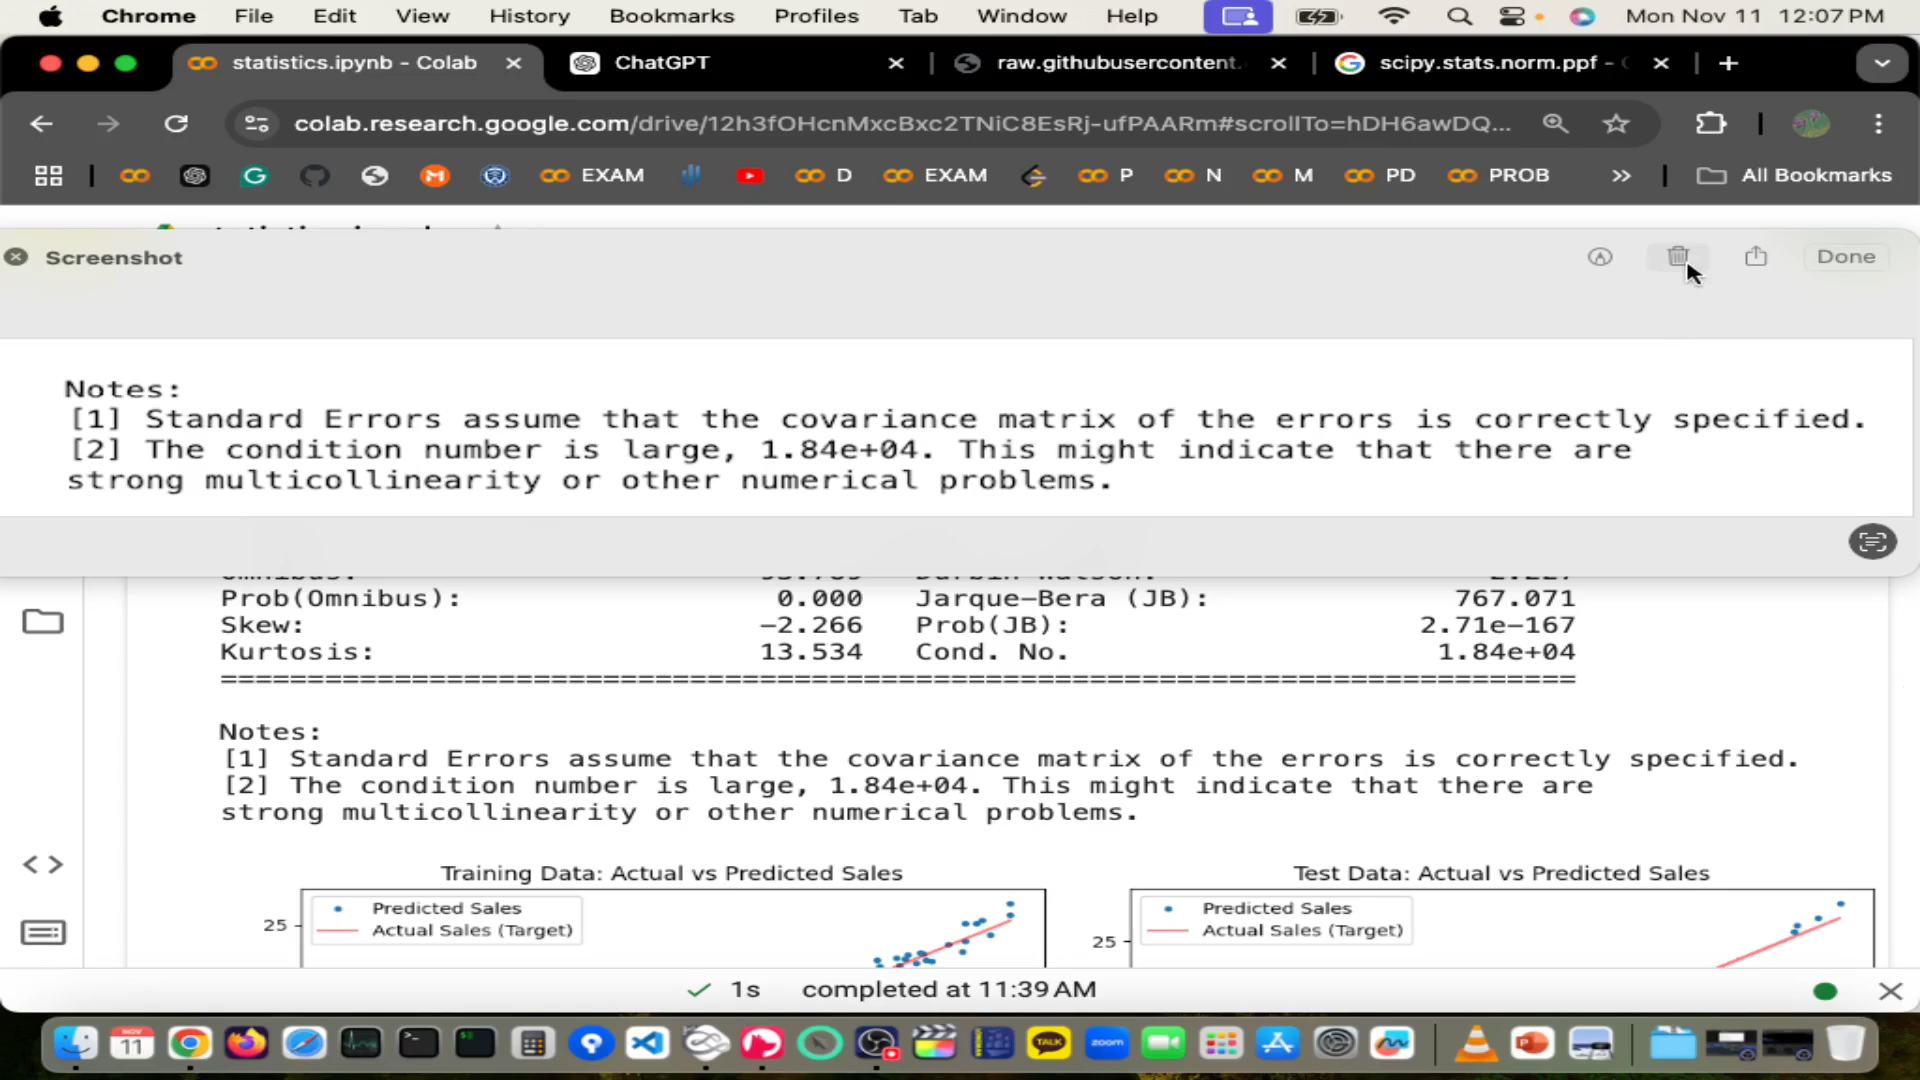 Chrome File Edit View History Bookmarks Profiles Tab Window Help Mon Nov 11 12:07 PM
statistics.ipynb - Colab ChatGPT raw.githubusercontent. scipy.stats.norm.ppf -
colab.research.google.com/drive/12h3fOHcnMxcBxc2TNiC8EsRj-ufPAARm#scrollTo=hDH6awDQ...
EXAM D EXAM P N M PD PROB >> All Bookmarks
Screenshot Done
Notes:
[1] Standard Errors assume that the covariance matrix of the errors is correctly specified.
[2] The condition number is large, 1.84e+04. This might indicate that there are
strong multicollinearity or other numerical problems.
Prob(Omnibus): 0.000 Jarque-Bera (JB): 767.071
Skew: -2.266 Prob(JB): 2.71e-167
Kurtosis: 13.534 Cond. No. 1.84e+04
==============================================================================
Notes:
[1] Standard Errors assume that the covariance matrix of the errors is correctly specified.
[2] The condition number is large, 1.84e+04. This might indicate that there are
strong multicollinearity or other numerical problems.
Training Data: Actual vs Predicted Sales Test Data: Actual vs Predicted Sales
Predicted Sales Predicted Sales
25 Actual Sales (Target) Actual Sales (Target)
25
1s completed at 11:39 AM
NOV
11 TALK zoom